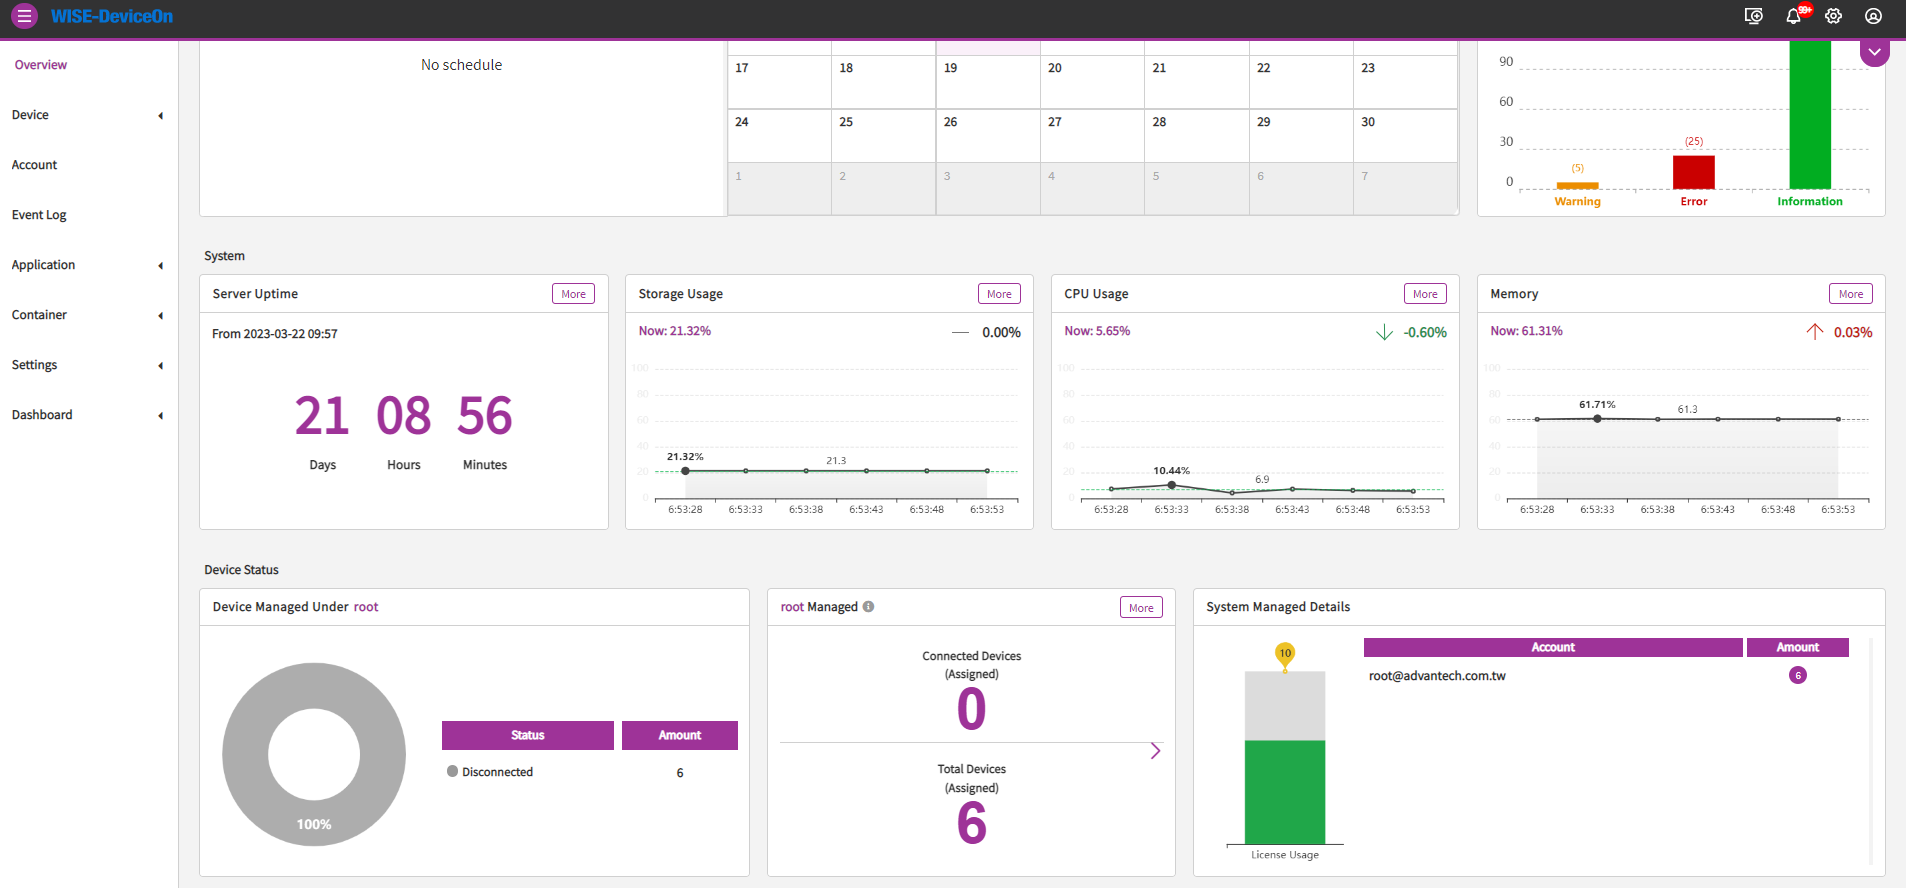 WISE-DeviceOn
99+
Overview
Device
Account
Event Log
Application
Container
Settings
Dashboard
No schedule
17 18 19 20 21 22 23
24 25 26 27 28 29 30
1 2 3 4 5 6 7
90
60
30
0
(5)
(25)
Warning Error Information
System
Server Uptime More
From 2023-03-22 09:57
21 08 56
Days Hours Minutes
Storage Usage More
Now: 21.32% 0.00%
100
80
60
40
20
0
21.32%
21.3
6:53:28 6:53:33 6:53:38 6:53:43 6:53:48 6:53:53
CPU Usage More
Now: 5.65% -0.60%
100
80
60
40
20
0
10.44%
6.9
6:53:28 6:53:33 6:53:38 6:53:43 6:53:48 6:53:53
Memory More
Now: 61.31% 0.03%
100
80
60
40
20
0
61.71%
61.3
6:53:28 6:53:33 6:53:38 6:53:43 6:53:48 6:53:53
Device Status
Device Managed Under root
100%
Status Amount
Disconnected 6
root Managed More
Connected Devices
(Assigned)
0
Total Devices
(Assigned)
6
System Managed Details
10
License Usage
Account Amount
root@advantech.com.tw 6